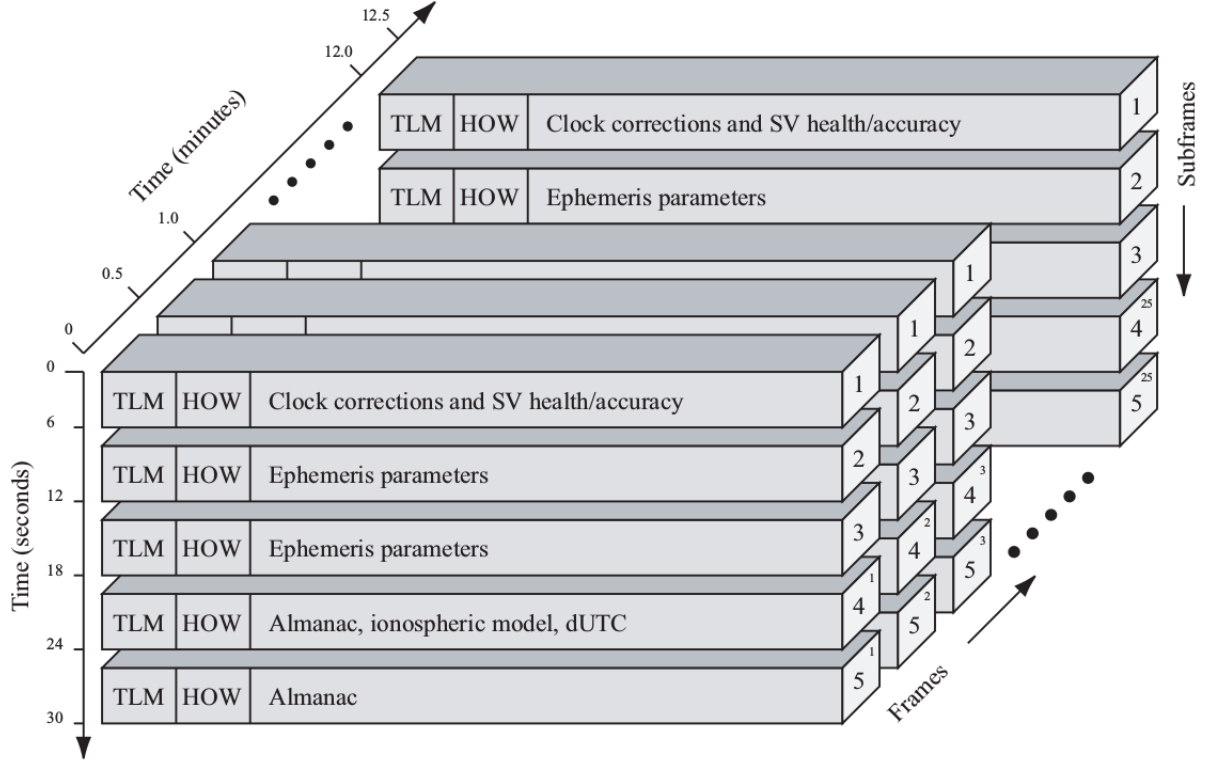 12.5
12.0
Time (minutes)
1.0
0.5
0
TLM HOW Clock corrections and SV health/accuracy 1
TLM HOW Ephemeris parameters 2
3
25
4
25
5
Subframes
1
2
3
3
4
3
5
1
2
3
2
4
2
5
0
TLM HOW Clock corrections and SV health/accuracy 1
6
TLM HOW Ephemeris parameters 2
12
TLM HOW Ephemeris parameters 3
18
1
TLM HOW Almanac, ionospheric model, dUTC 4
24
1
TLM HOW Almanac 5
30
Time (seconds)
Frames